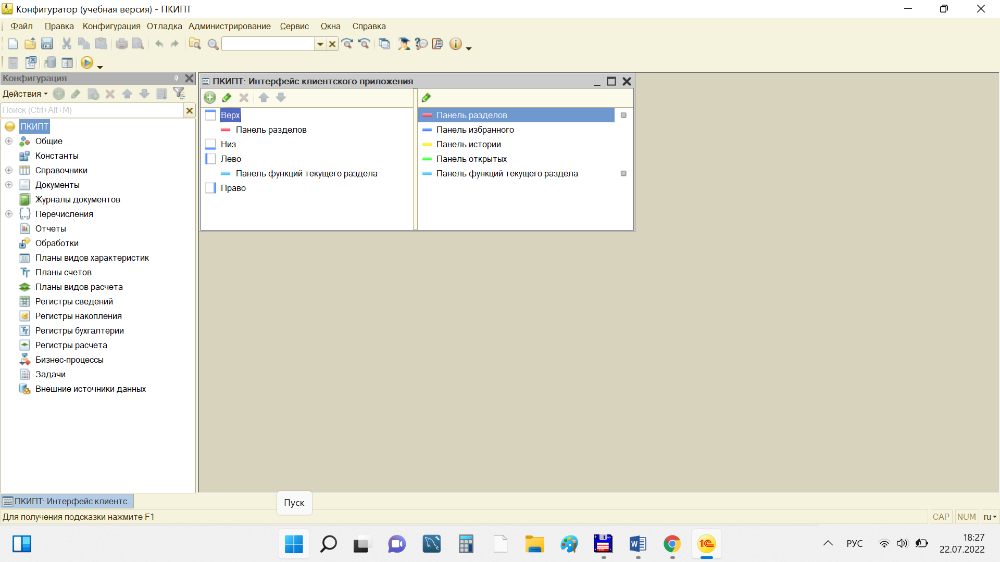 Конфигуратор (учебная версия) - ПКИПТ
Файл Правка Конфигурация Отладка Администрирование Сервис Окна Справка
Конфигурация
Действия
Поиск (Ctrl+Alt+M)
ПКИПТ
Общие
Константы
Справочники
Документы
Журналы документов
Перечисления
Отчеты
Обработки
Планы видов характеристик
Планы счетов
Планы видов расчета
Регистры сведений
Регистры накопления
Регистры бухгалтерии
Регистры расчета
Бизнес-процессы
Задачи
Внешние источники данных
ПКИПТ: Интерфейс клиентского приложения
Верх
Панель разделов
Низ
Лево
Панель функций текущего раздела
Право
Панель разделов
Панель избранного
Панель истории
Панель открытых
Панель функций текущего раздела
ПКИПТ: Интерфейс клиентс..
Пуск
Для получения подсказки нажмите F1
CAP NUM ru
РУС
18:27
22.07.2022